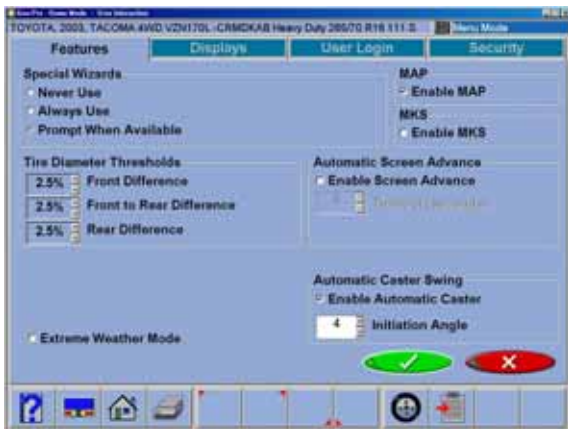 TOYOTA, 2003, TACOMA 4WD VZN170L -CRMDKAB Heavy Duty 265/70 R16 111 S
Menu Mode
Features
Displays
User Login
Security
Special Wizards
Never Use
Always Use
Prompt When Available
MAP
Enable MAP
MKS
Enable MKS
Tire Diameter Thresholds
2.5% Front Difference
2.5% Front to Rear Difference
2.5% Rear Difference
Automatic Screen Advance
Enable Screen Advance
Automatic Caster Swing
Enable Automatic Caster
4 Initiation Angle
Extreme Weather Mode